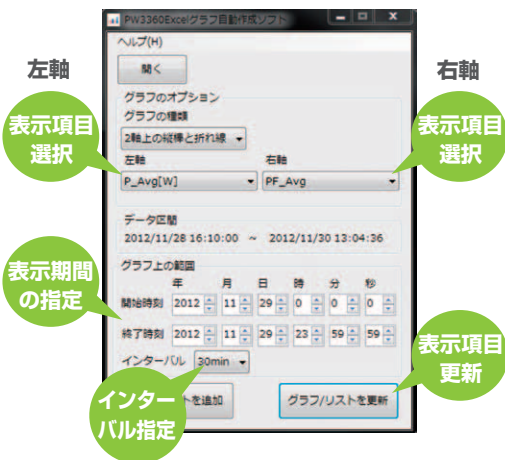 PW3360Excelグラフ自動作成ソフト
ヘルプ(H)
左軸
開く
右軸
グラフのオプション
グラフの種類
表示項目
選択
2軸上の縦棒と折れ線
表示項目
選択
左軸 右軸
P_Avg[W] PF_Avg
データ区間
2012/11/28 16:10:00 ~ 2012/11/30 13:04:36
表示期間
の指定
グラフ上の範囲
年 月 日 時 分 秒
開始時刻 2012 11 29 0 0 0
終了時刻 2012 11 29 23 59 59
インターバル 30min
表示項目
更新
インター
バル指定
トを追加
グラフ/リストを更新